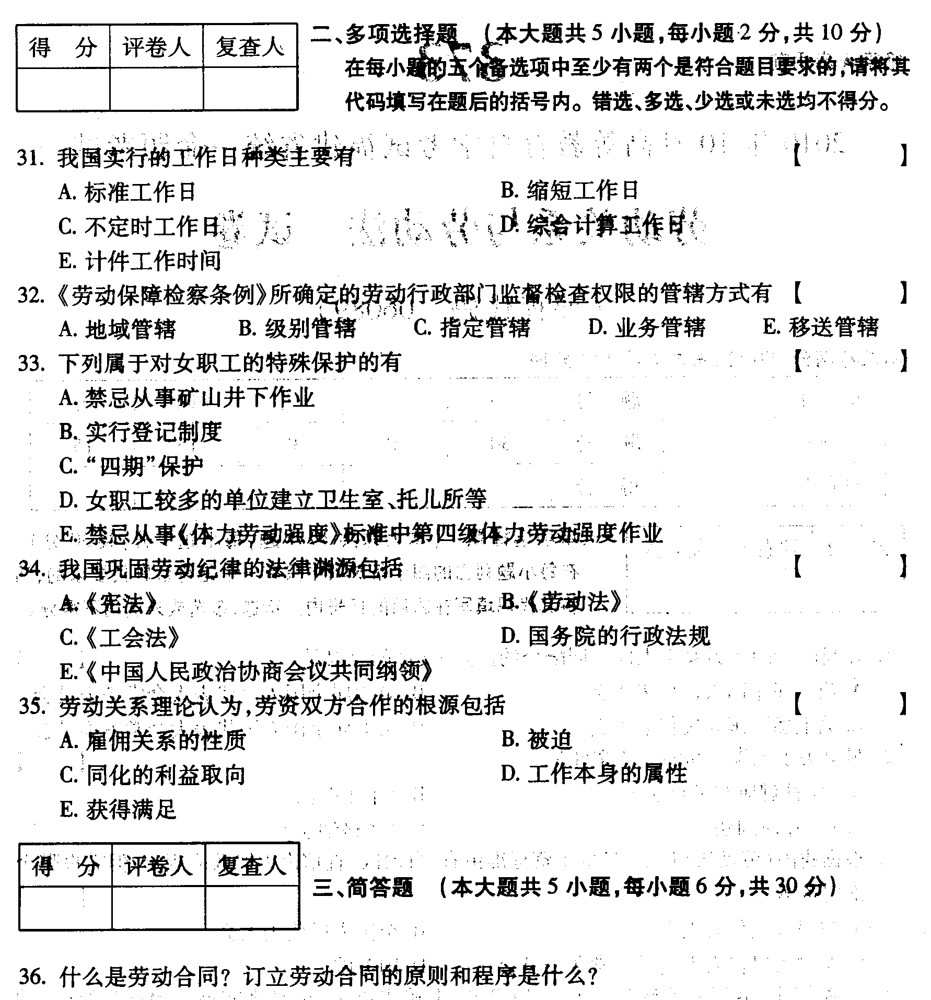 得 分 评卷人 复查人
二、多项选择题 (本大题共 5 小题,每小题 2 分,共 10 分)
在每小题的五个备选项中至少有两个是符合题目要求的,请将其
代码填写在题后的括号内。错选、多选、少选或未选均不得分。
31. 我国实行的工作日种类主要有 【 】
A. 标准工作日 B. 缩短工作日
C. 不定时工作日 D. 综合计算工作日
E. 计件工作时间
32.《劳动保障检察条例》所确定的劳动行政部门监督检查权限的管辖方式有 【 】
A. 地域管辖 B. 级别管辖 C. 指定管辖 D. 业务管辖 E. 移送管辖
33. 下列属于对女职工的特殊保护的有 【 】
A. 禁忌从事矿山井下作业
B. 实行登记制度
C. “四期”保护
D. 女职工较多的单位建立卫生室、托儿所等
E. 禁忌从事《体力劳动强度》标准中第四级体力劳动强度作业
34. 我国巩固劳动纪律的法律渊源包括 【 】
A.《宪法》 B.《劳动法》
C.《工会法》 D. 国务院的行政法规
E.《中国人民政治协商会议共同纲领》
35. 劳动关系理论认为,劳资双方合作的根源包括 【 】
A. 雇佣关系的性质 B. 被迫
C. 同化的利益取向 D. 工作本身的属性
E. 获得满足
得 分 评卷人 复查人
三、简答题 (本大题共 5 小题,每小题 6 分,共 30 分)
36. 什么是劳动合同? 订立劳动合同的原则和程序是什么?